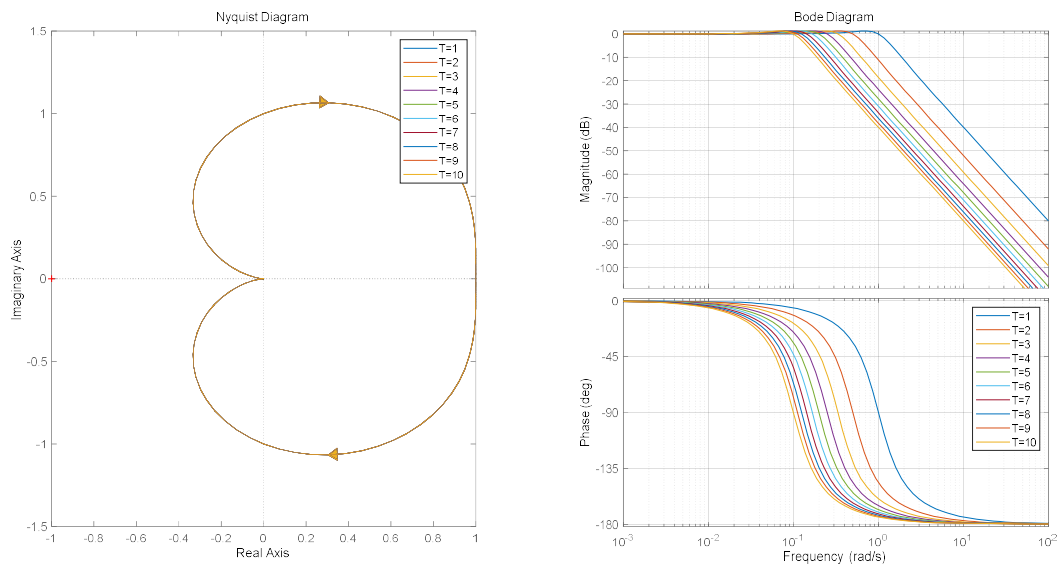 Nyquist Diagram
1.5
1
0.5
0
-0.5
-1
-1.5
Imaginary Axis
-1
-0.8
-0.6
-0.4
-0.2
0
0.2
0.4
0.6
0.8
1
Real Axis
T=1
T=2
T=3
T=4
T=5
T=6
T=7
T=8
T=9
T=10
Bode Diagram
0
-10
-20
-30
-40
-50
-60
-70
-80
-90
-100
Magnitude (dB)
0
-45
-90
-135
-180
Phase (deg)
T=1
T=2
T=3
T=4
T=5
T=6
T=7
T=8
T=9
T=10
10⁻³
10⁻²
10⁻¹
10⁰
10¹
10²
Frequency (rad/s)